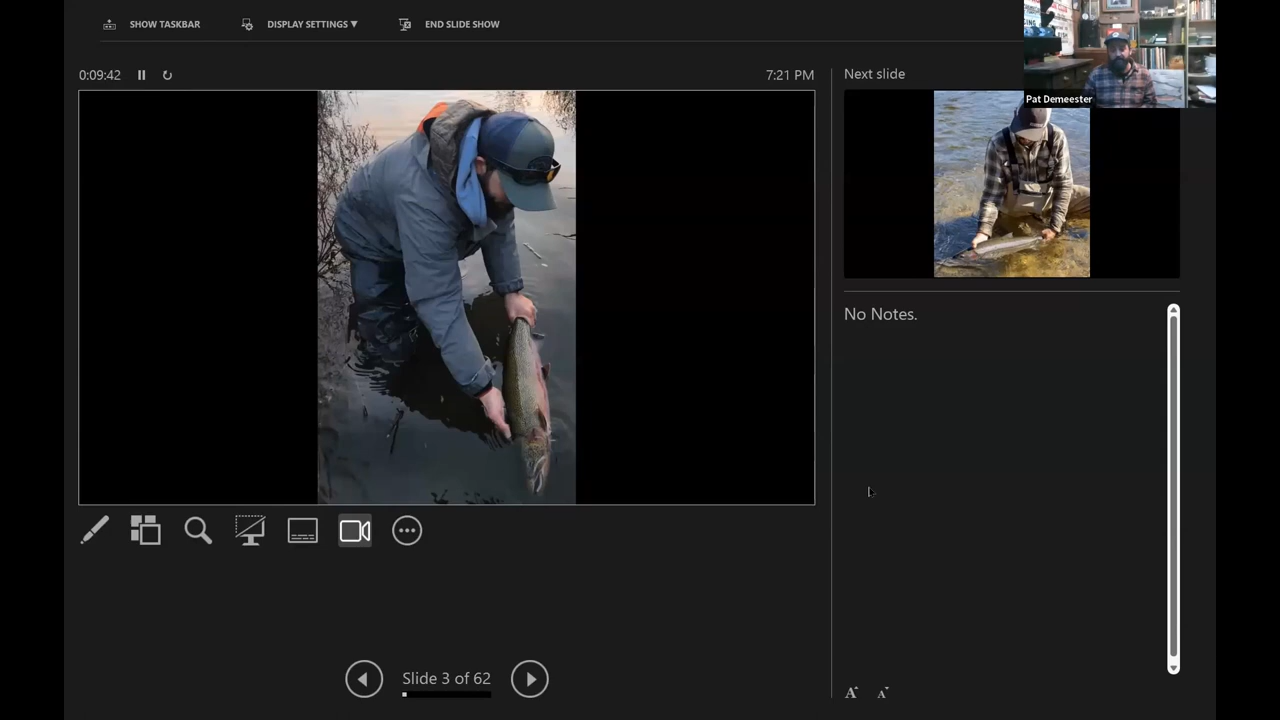 SHOW TASKBAR
DISPLAY SETTINGS ▼
END SLIDE SHOW
0:09:42
7:21 PM
Next slide
Pat Demeester
No Notes.
Slide 3 of 62
A
A